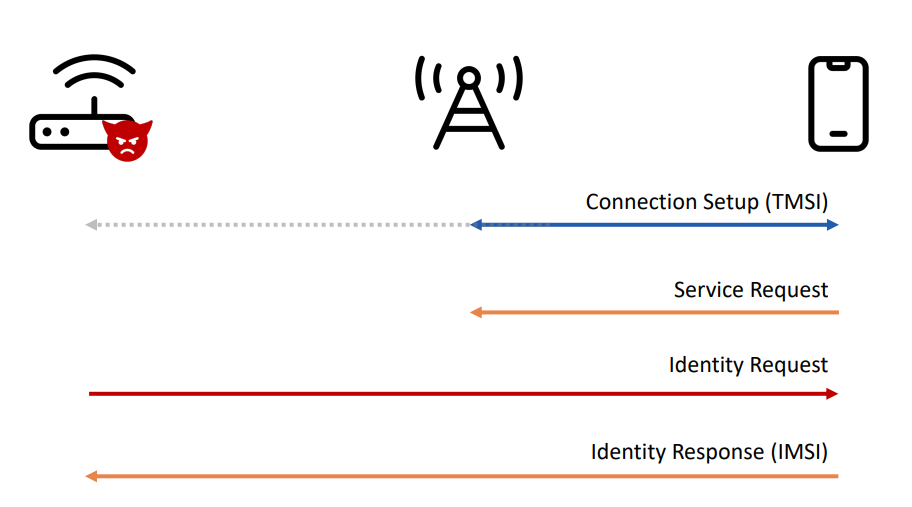 Connection Setup (TMSI)
Service Request
Identity Request
Identity Response (IMSI)